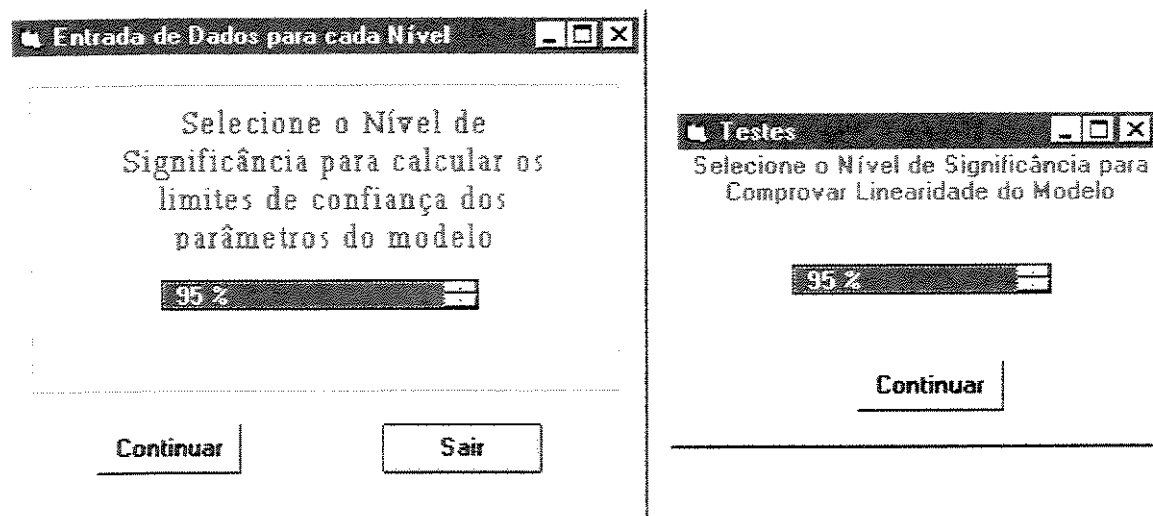 Entrada de Dados para cada Nível
Selecione o Nível de
Significância para calcular os
limites de confiança dos
parâmetros do modelo
95 %
Continuar
Sair
Testes
Selecione o Nível de Significância para
Comprovar Linearidade do Modelo
95 %
Continuar